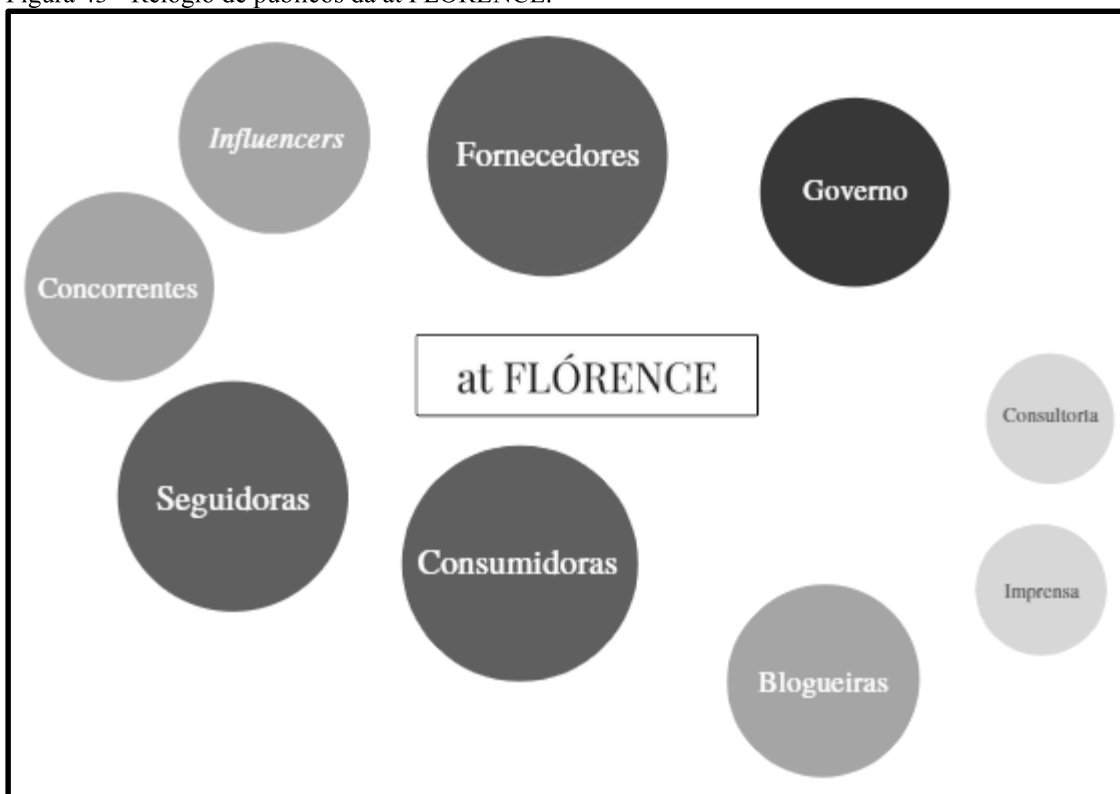 Figura 45 - Relógio de públicos da at FLÓRENCE.
Influencers
Fornecedores
Governo
Concorrentes
at FLÓRENCE
Consultoria
Seguidoras
Consumidoras
Imprensa
Blogueiras